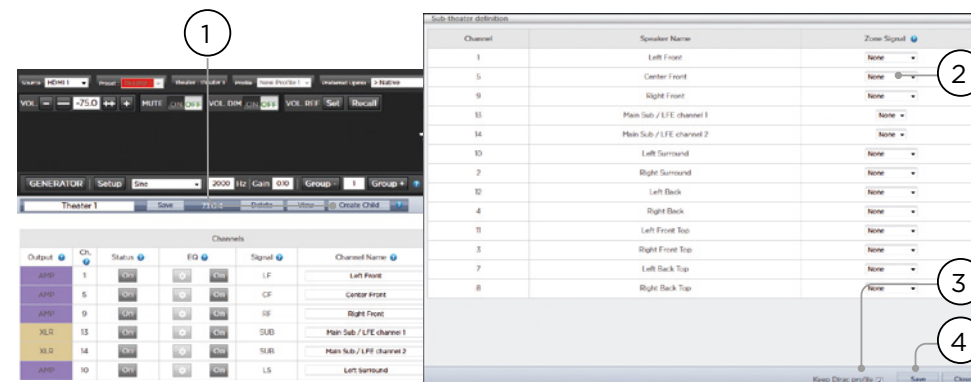 1
Source HDMI 1 Preset Theater Theater 1 Profile New Profile 1 Preferred Upmix > Native
VOL. -75.0 MUTE ON OFF VOL. DIM ON OFF VOL. REF Set Recall
GENERATOR Setup Sine 2000 Hz Gain 0.10 Group - 1 Group +
Theater 1 Save Delete View Create Child
Channels
Output Ch. Status EQ Signal Channel Name
AMP 1 On On LF Left Front
AMP 5 On On CF Center Front
AMP 9 On On RF Right Front
XLR 13 On On SUB Main Sub / LFE channel 1
XLR 14 On On SUB Main Sub / LFE channel 2
AMP 10 On On LS Left Surround
Sub-theater definition
Channel Speaker Name Zone Signal
1 Left Front None
5 Center Front None
2
9 Right Front None
13 Main Sub / LFE channel 1 None
14 Main Sub / LFE channel 2 None
10 Left Surround None
2 Right Surround None
12 Left Back None
4 Right Back None
11 Left Front Top None
3 Right Front Top None
7 Left Back Top None
8 Right Back Top None
3
4
Keep Dirac profile Save